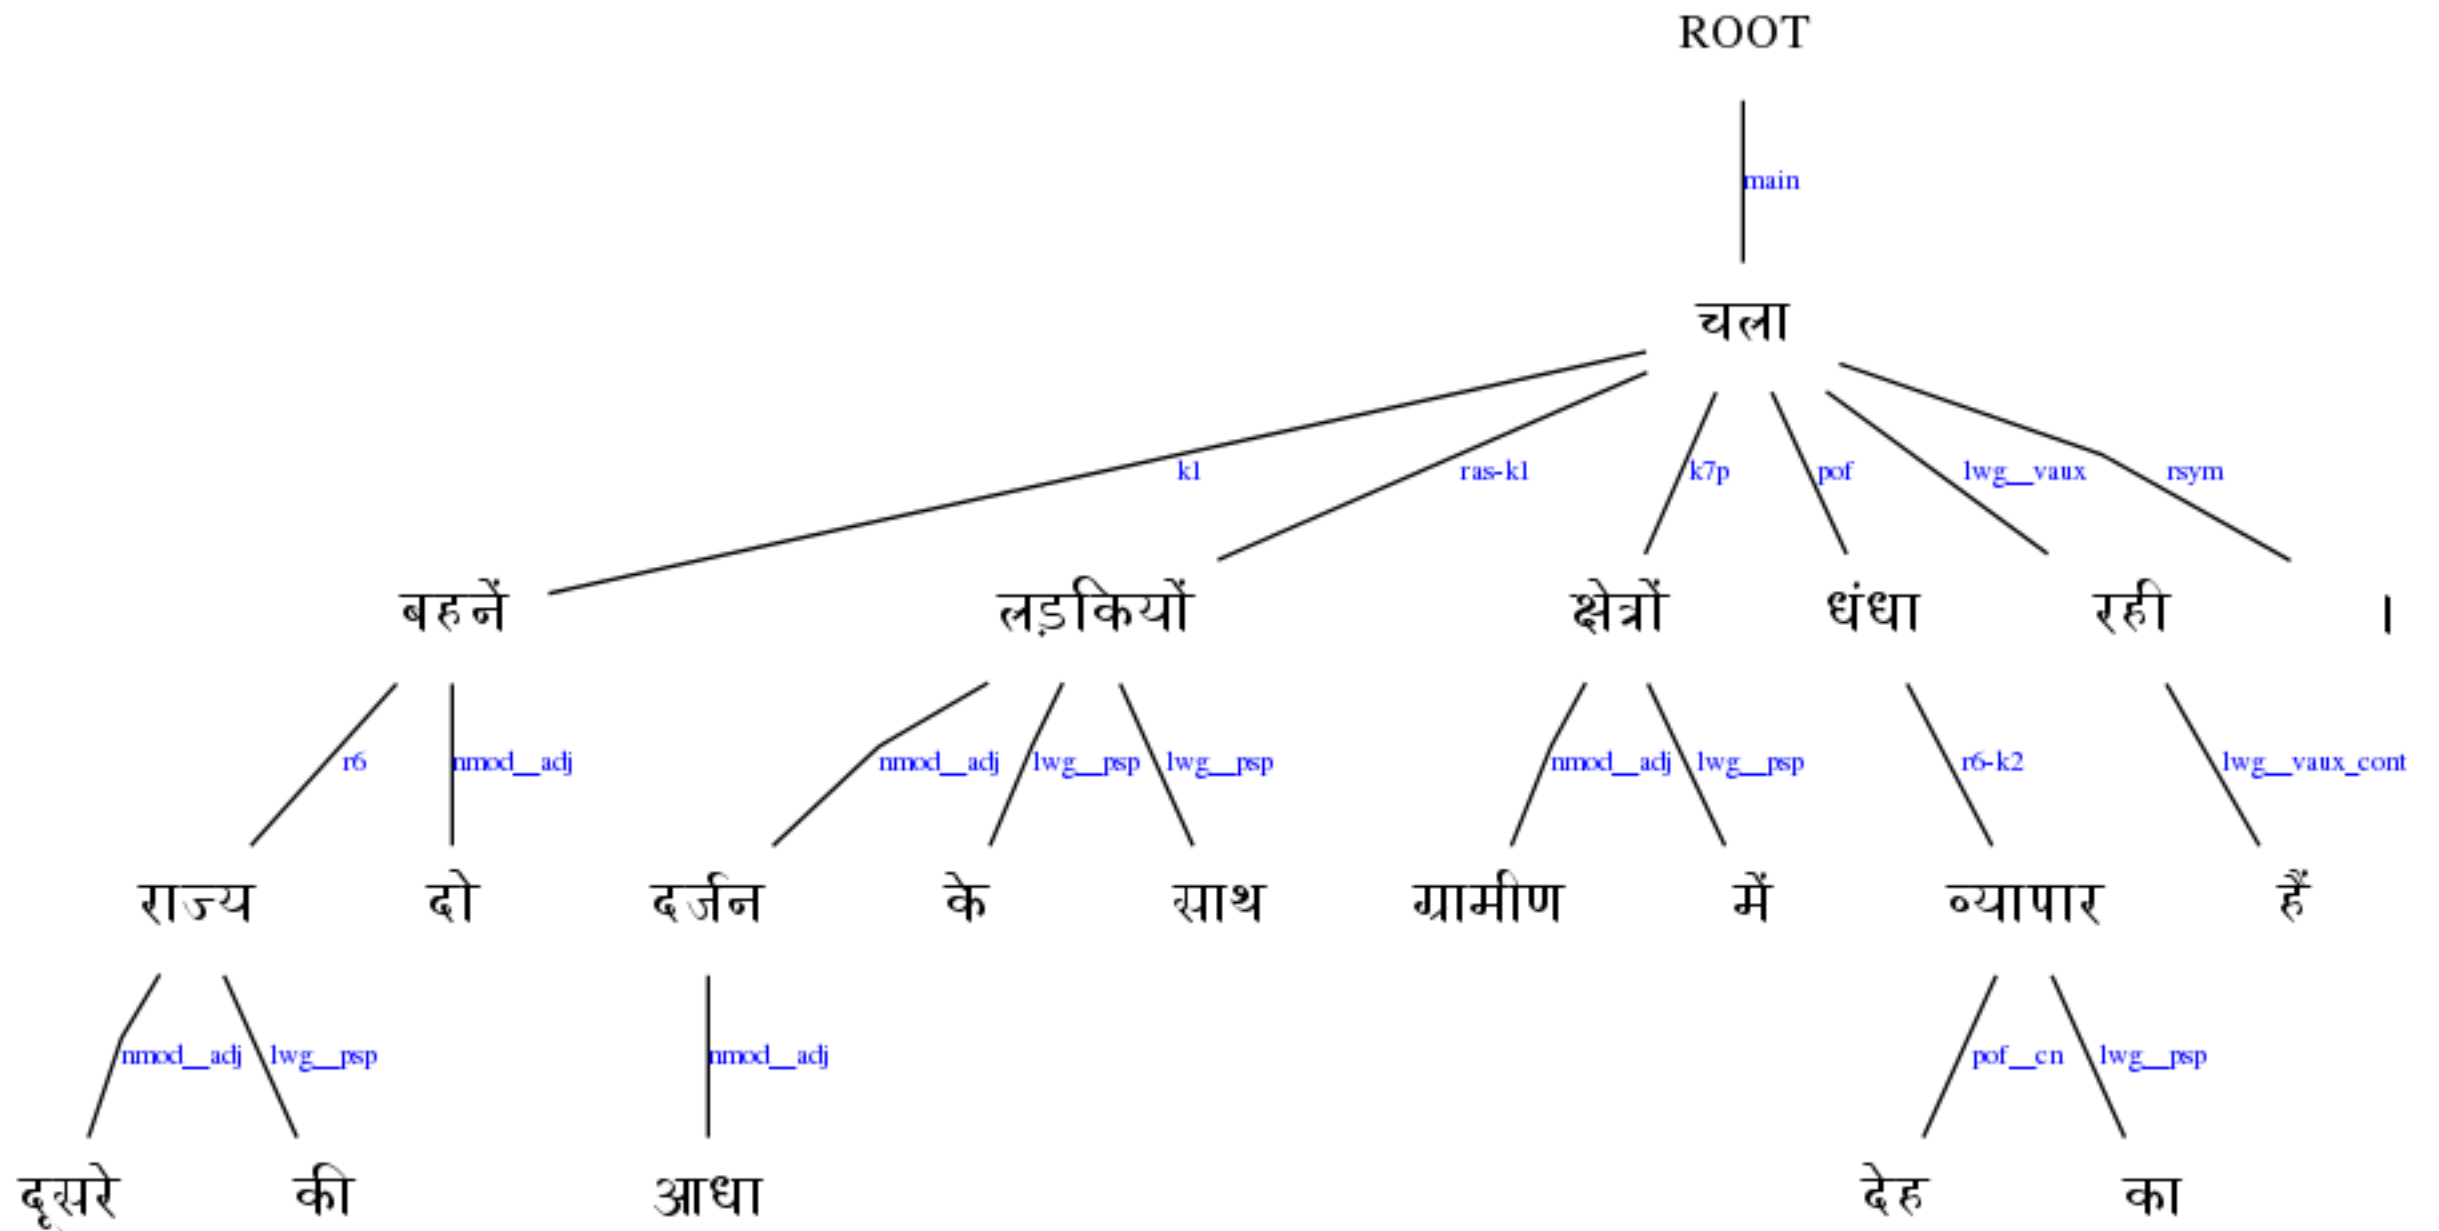 ROOT
main
चला
k1 ras-k1 k7p pof lwg__vaux rsym
बहनें लड़कियों क्षेत्रों धंधा रही ।
r6 nmod__adj nmod__adj lwg__psp lwg__psp nmod__adj lwg__psp r6-k2 lwg__vaux_cont
राज्य दो दर्जन के साथ ग्रामीण में व्यापार हैं
nmod__adj lwg__psp nmod__adj pof__cn lwg__psp
दूसरे की आधा देह का